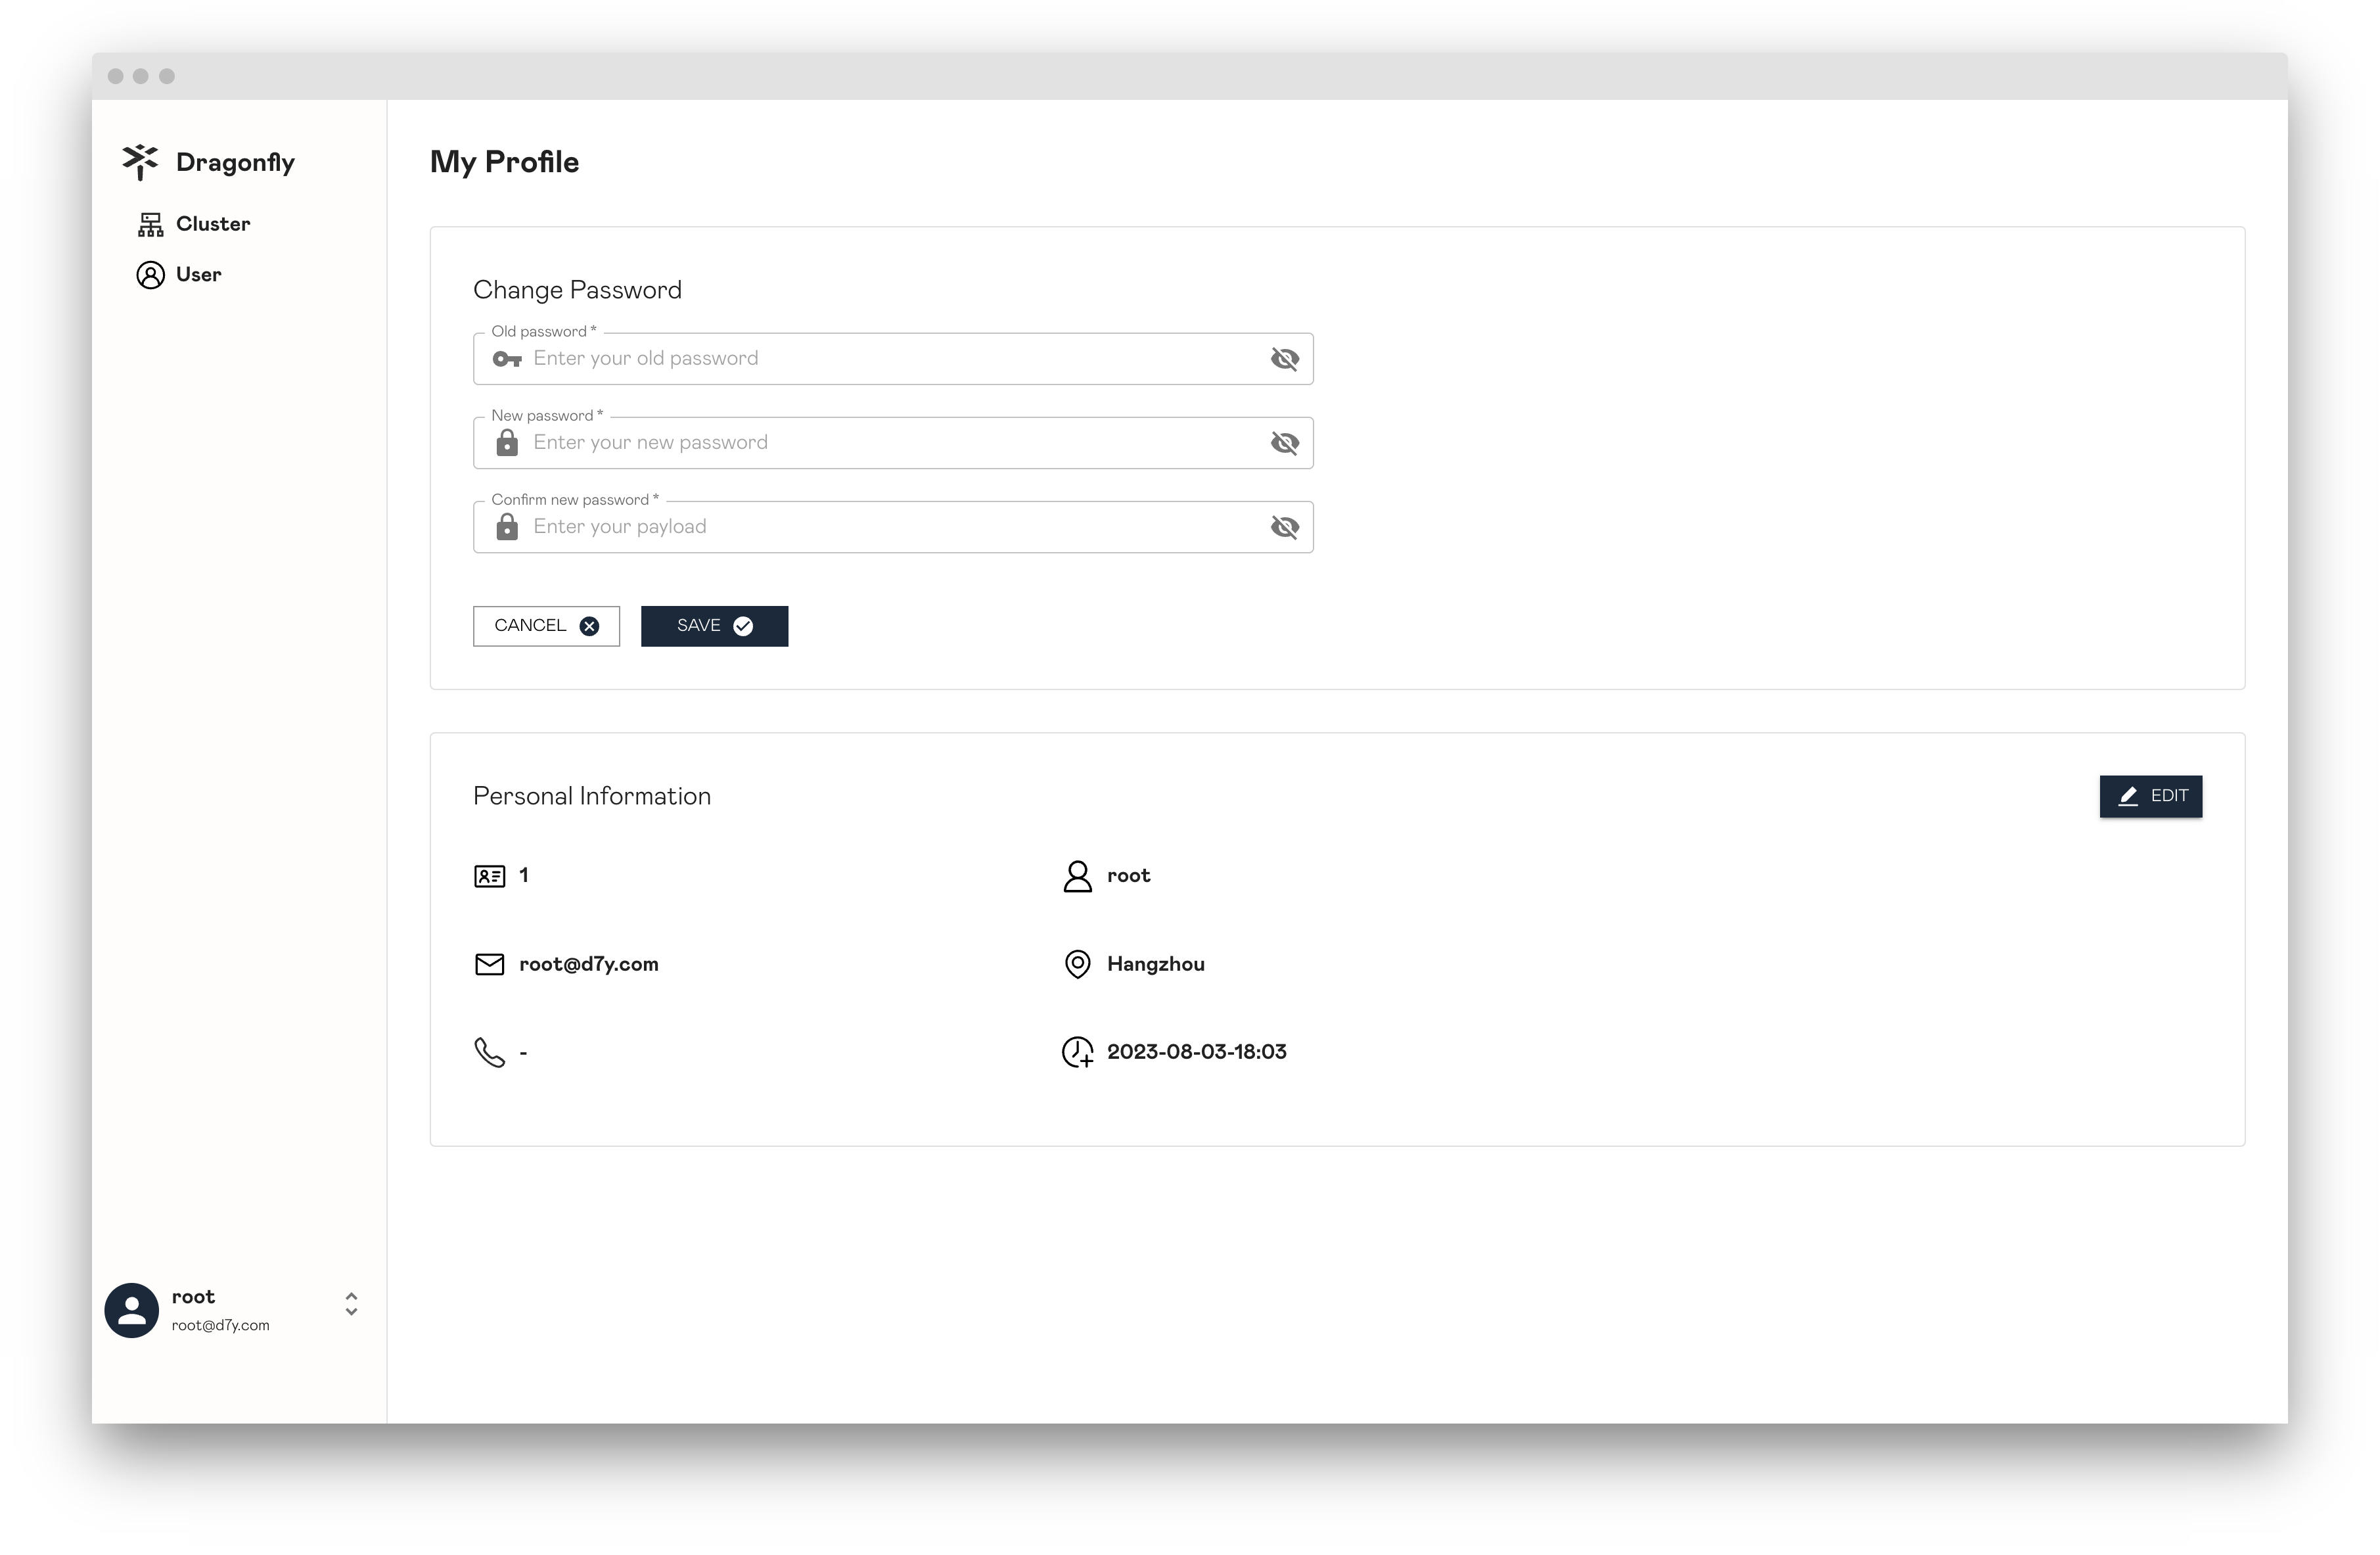 Dragonfly
Cluster
User
My Profile
Change Password
Old password *
Enter your old password
New password *
Enter your new password
Confirm new password *
Enter your payload
CANCEL
SAVE
Personal Information
EDIT
1
root
root@d7y.com
Hangzhou
-
2023-08-03-18:03
root
root@d7y.com